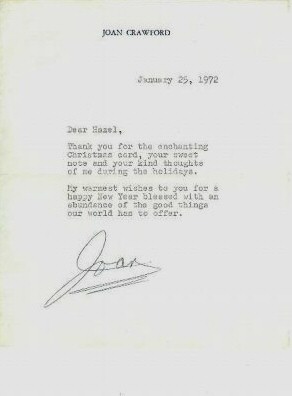 JOAN CRAWFORD
January 25, 1972
Dear Hazel,
Thank you for the enchanting
Christmas card, your sweet
note and your kind thoughts
of me during the holidays.
My warmest wishes to you for a
happy New Year blessed with an
abundance of the good things
our world has to offer.
Joan